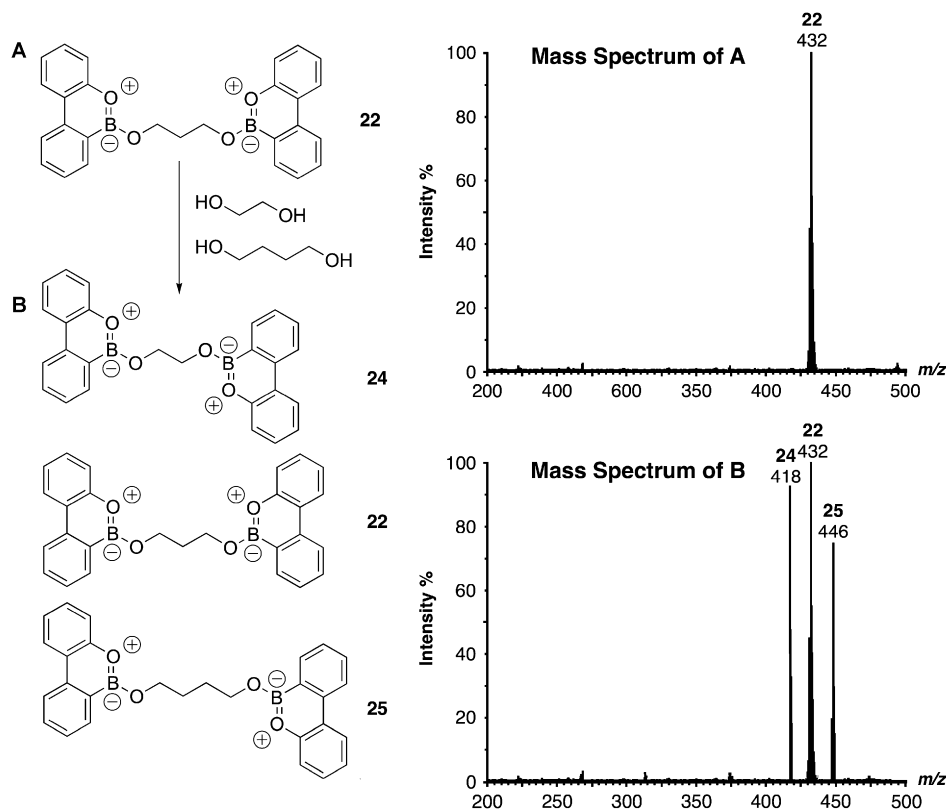 A
O
+
B
−
O
O
+
O
B
−
22
HO
OH
HO
OH
B
O
+
B
−
O
O
−
B
O
+
24
O
+
B
−
O
O
+
O
B
−
22
O
+
B
−
O
O
−
B
O
+
25
22
432
Mass Spectrum of A
Intensity %
100
80
60
40
20
0
200 400 600 350 400 450 500 m/z
22
24 432
418
25
446
Mass Spectrum of B
Intensity %
100
80
60
40
20
0
200 250 300 350 400 450 500 m/z